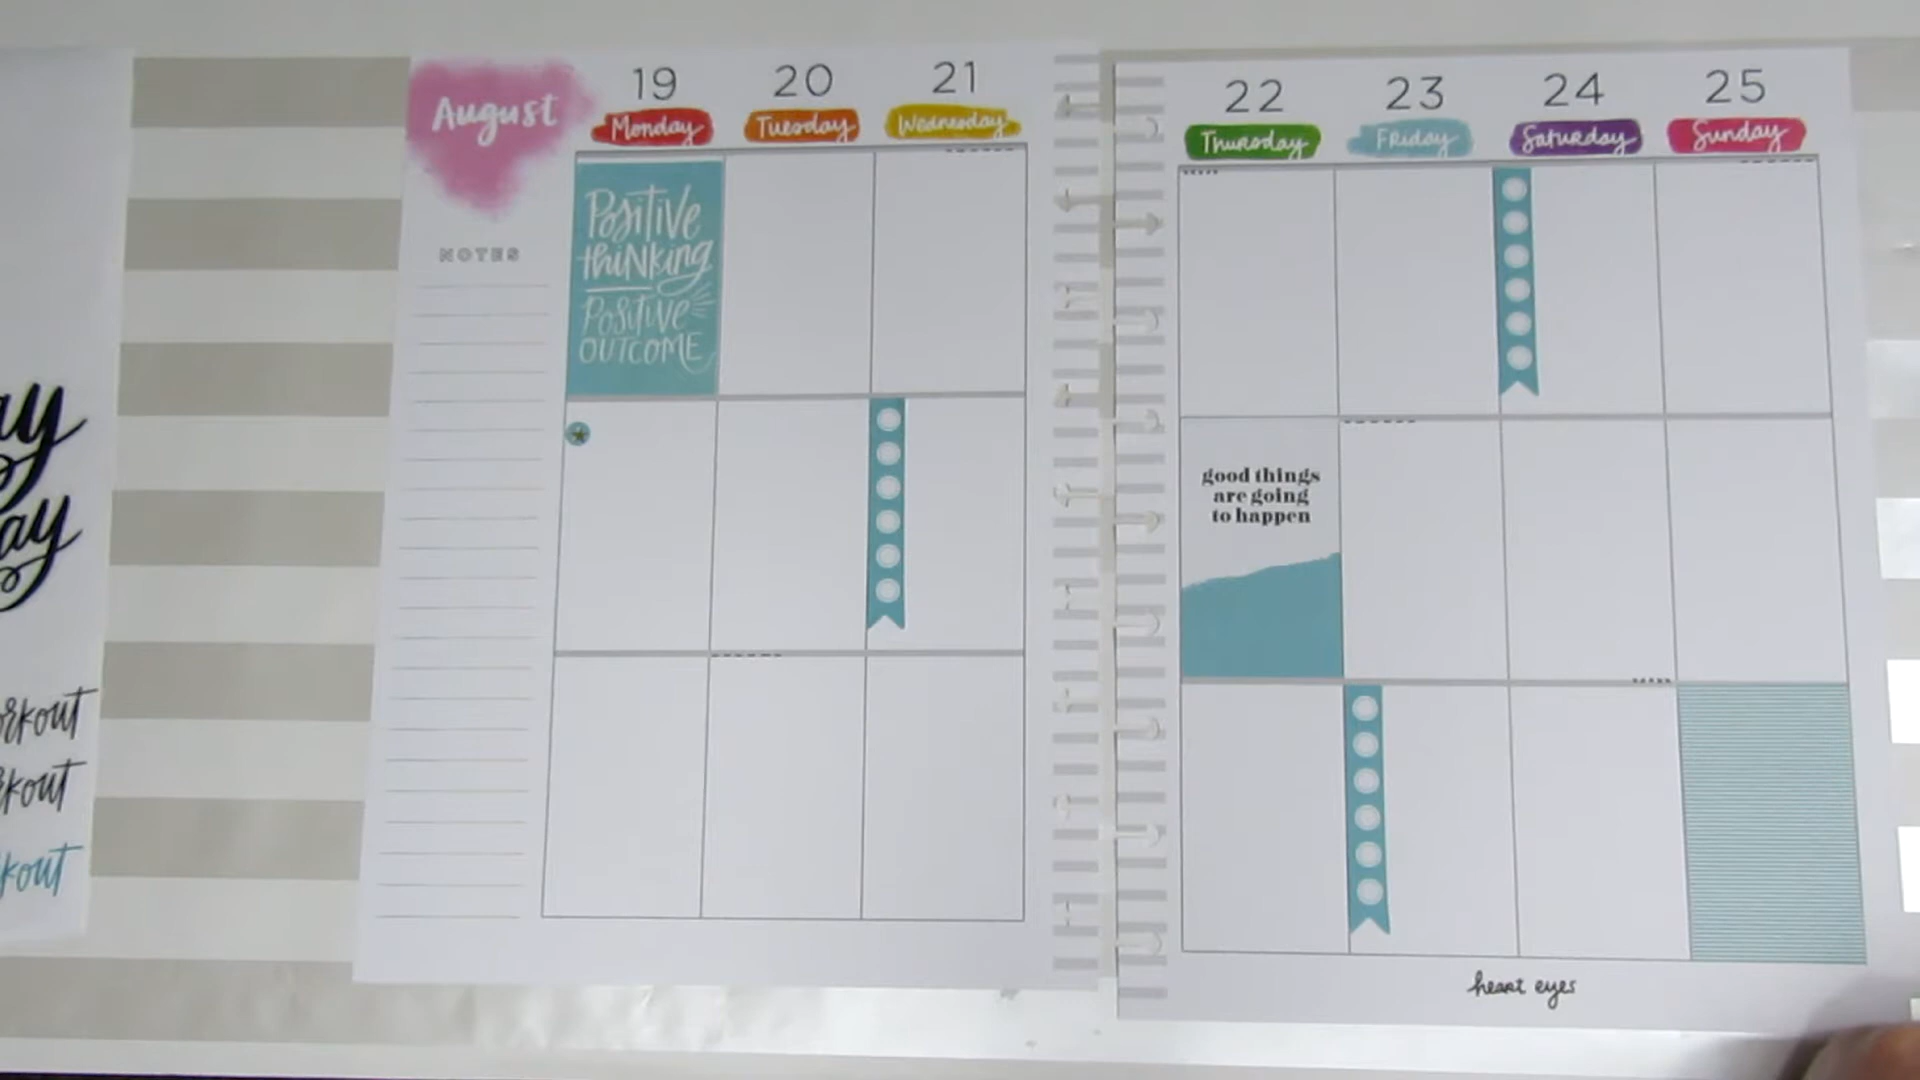 August
19
20
21
22
23
24
25
Monday
Tuesday
Wednesday
Thursday
Friday
Saturday
Sunday
NOTES
Positive
thinking
Positive
OUTCOME
good things
are going
to happen
heart eyes